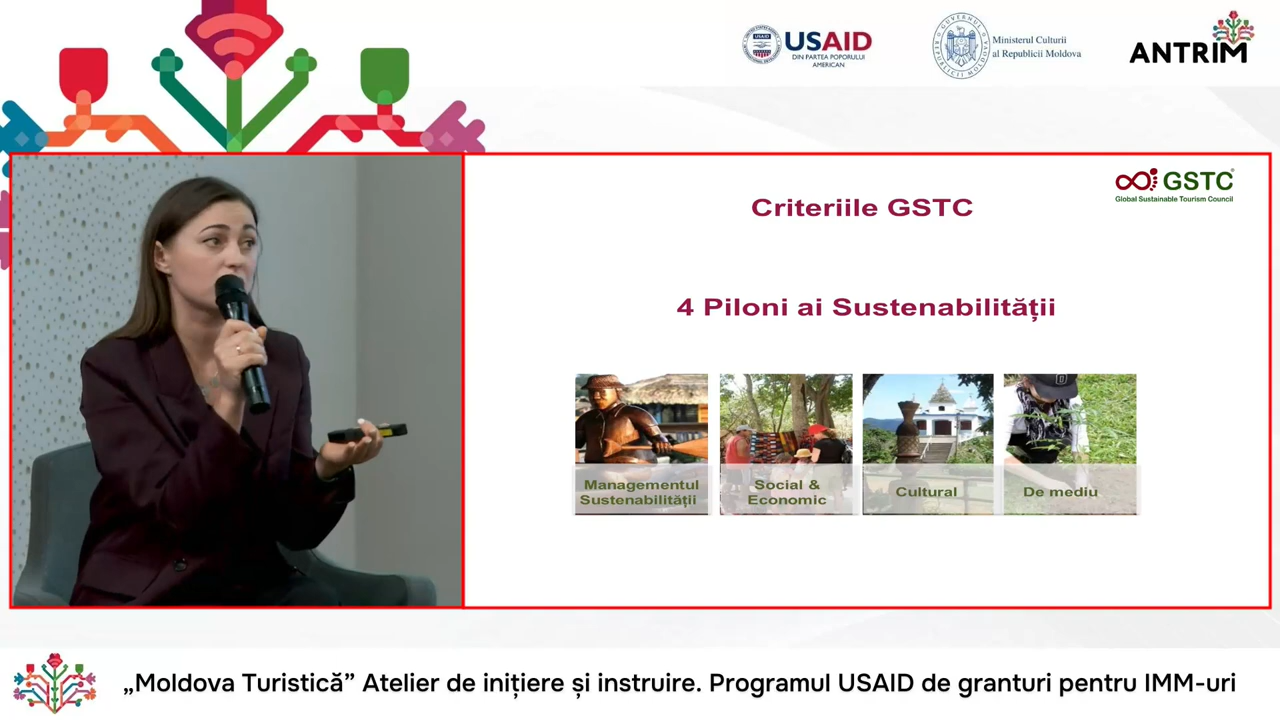 USAID
DIN PARTEA POPORULUI
AMERICAN
Ministerul Culturii
al Republicii Moldova
ANTRIM
GSTC
Global Sustainable Tourism Council
Criteriile GSTC
4 Piloni ai Sustenabilității
Managementul
Sustenabilității
Social &
Economic
Cultural
De mediu
„Moldova Turistică” Atelier de inițiere și instruire. Programul USAID de granturi pentru IMM-uri